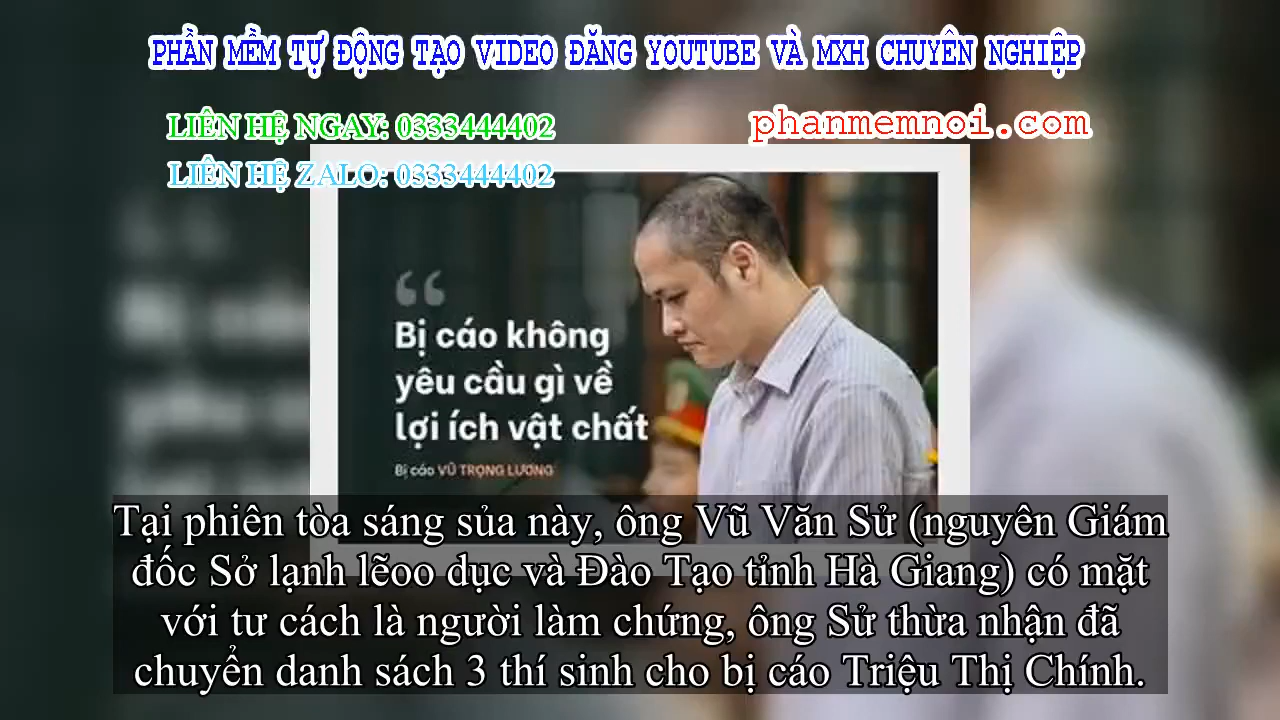 PHẦN MỀM TỰ ĐỘNG TẠO VIDEO ĐĂNG YOUTUBE VÀ MXH CHUYÊN NGHIỆP
LIÊN HỆ NGAY: 0333444402
phanmemnoi.com
LIÊN HỆ ZALO: 0333444402
“
Bị cáo không
yêu cầu gì về
lợi ích vật chất
Bị cáo VŨ TRỌNG LƯƠNG
Tại phiên tòa sáng sủa này, ông Vũ Văn Sử (nguyên Giám
đốc Sở lạnh lẽoo dục và Đào Tạo tỉnh Hà Giang) có mặt
với tư cách là người làm chứng, ông Sử thừa nhận đã
chuyển danh sách 3 thí sinh cho bị cáo Triệu Thị Chính.